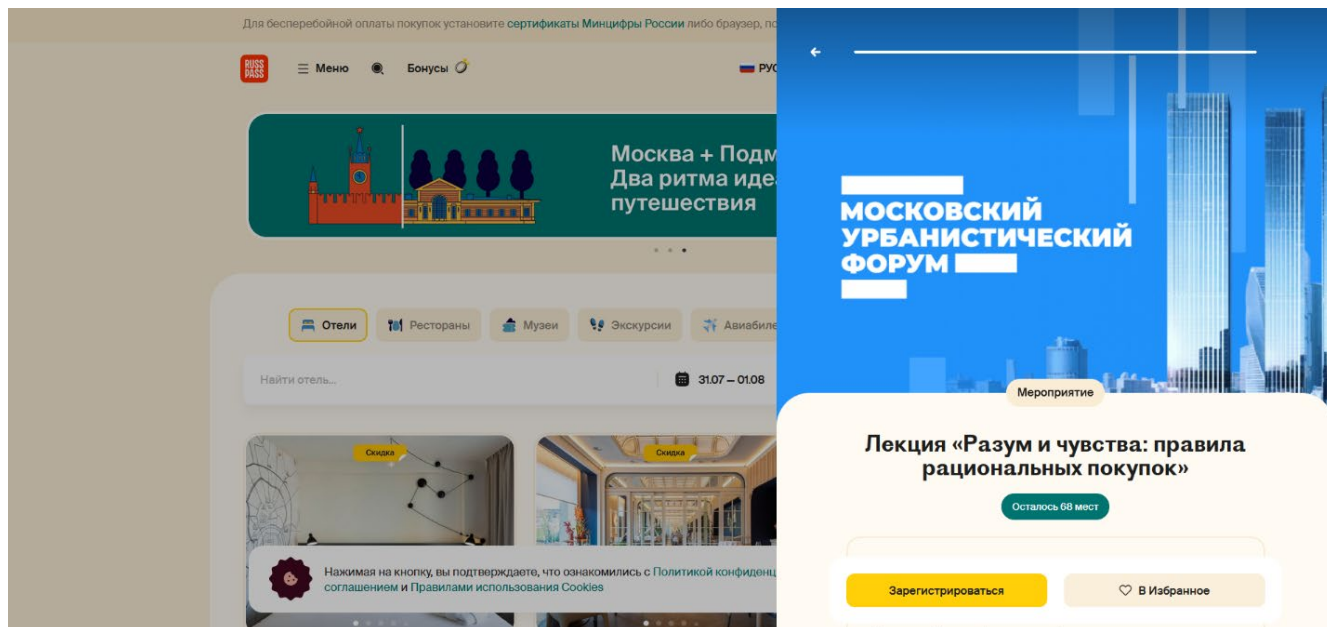 Для бесперебойной оплаты покупок установите сертификаты Минцифры России либо браузер,
RUSS
PASS
Меню
Бонусы
РУС
Москва + Подм
Два ритма иде
путешествия
Отели
Рестораны
Музеи
Экскурсии
Авиабиле
Найти отель...
31.07 – 01.08
Скидка
Скидка
Нажимая на кнопку, вы подтверждаете, что ознакомились с Политикой конфиденц
соглашением и Правилами использования Cookies
МОСКОВСКИЙ
УРБАНИСТИЧЕСКИЙ
ФОРУМ
Мероприятие
Лекция «Разум и чувства: правила
рациональных покупок»
Осталось 68 мест
Зарегистрироваться
В Избранное